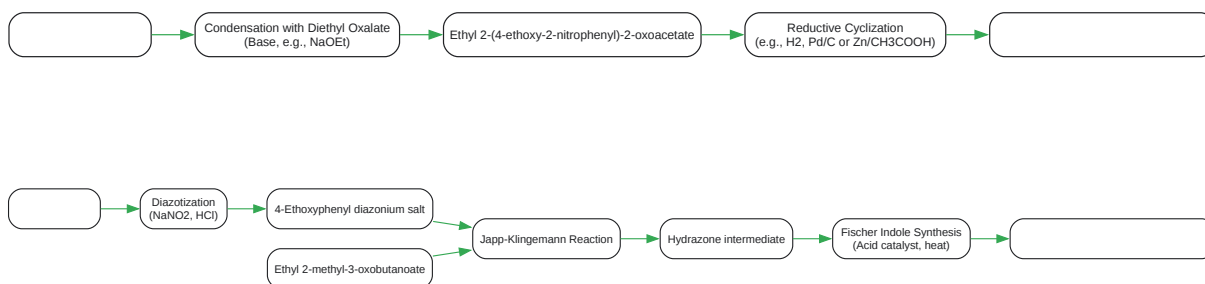 Condensation with Diethyl Oxalate
(Base, e.g., NaOEt)
Ethyl 2-(4-ethoxy-2-nitrophenyl)-2-oxoacetate
Reductive Cyclization
(e.g., H2, Pd/C or Zn/CH3COOH)
Diazotization
(NaNO2, HCl)
4-Ethoxyphenyl diazonium salt
Ethyl 2-methyl-3-oxobutanoate
Japp-Klingemann Reaction
Hydrazone intermediate
Fischer Indole Synthesis
(Acid catalyst, heat)